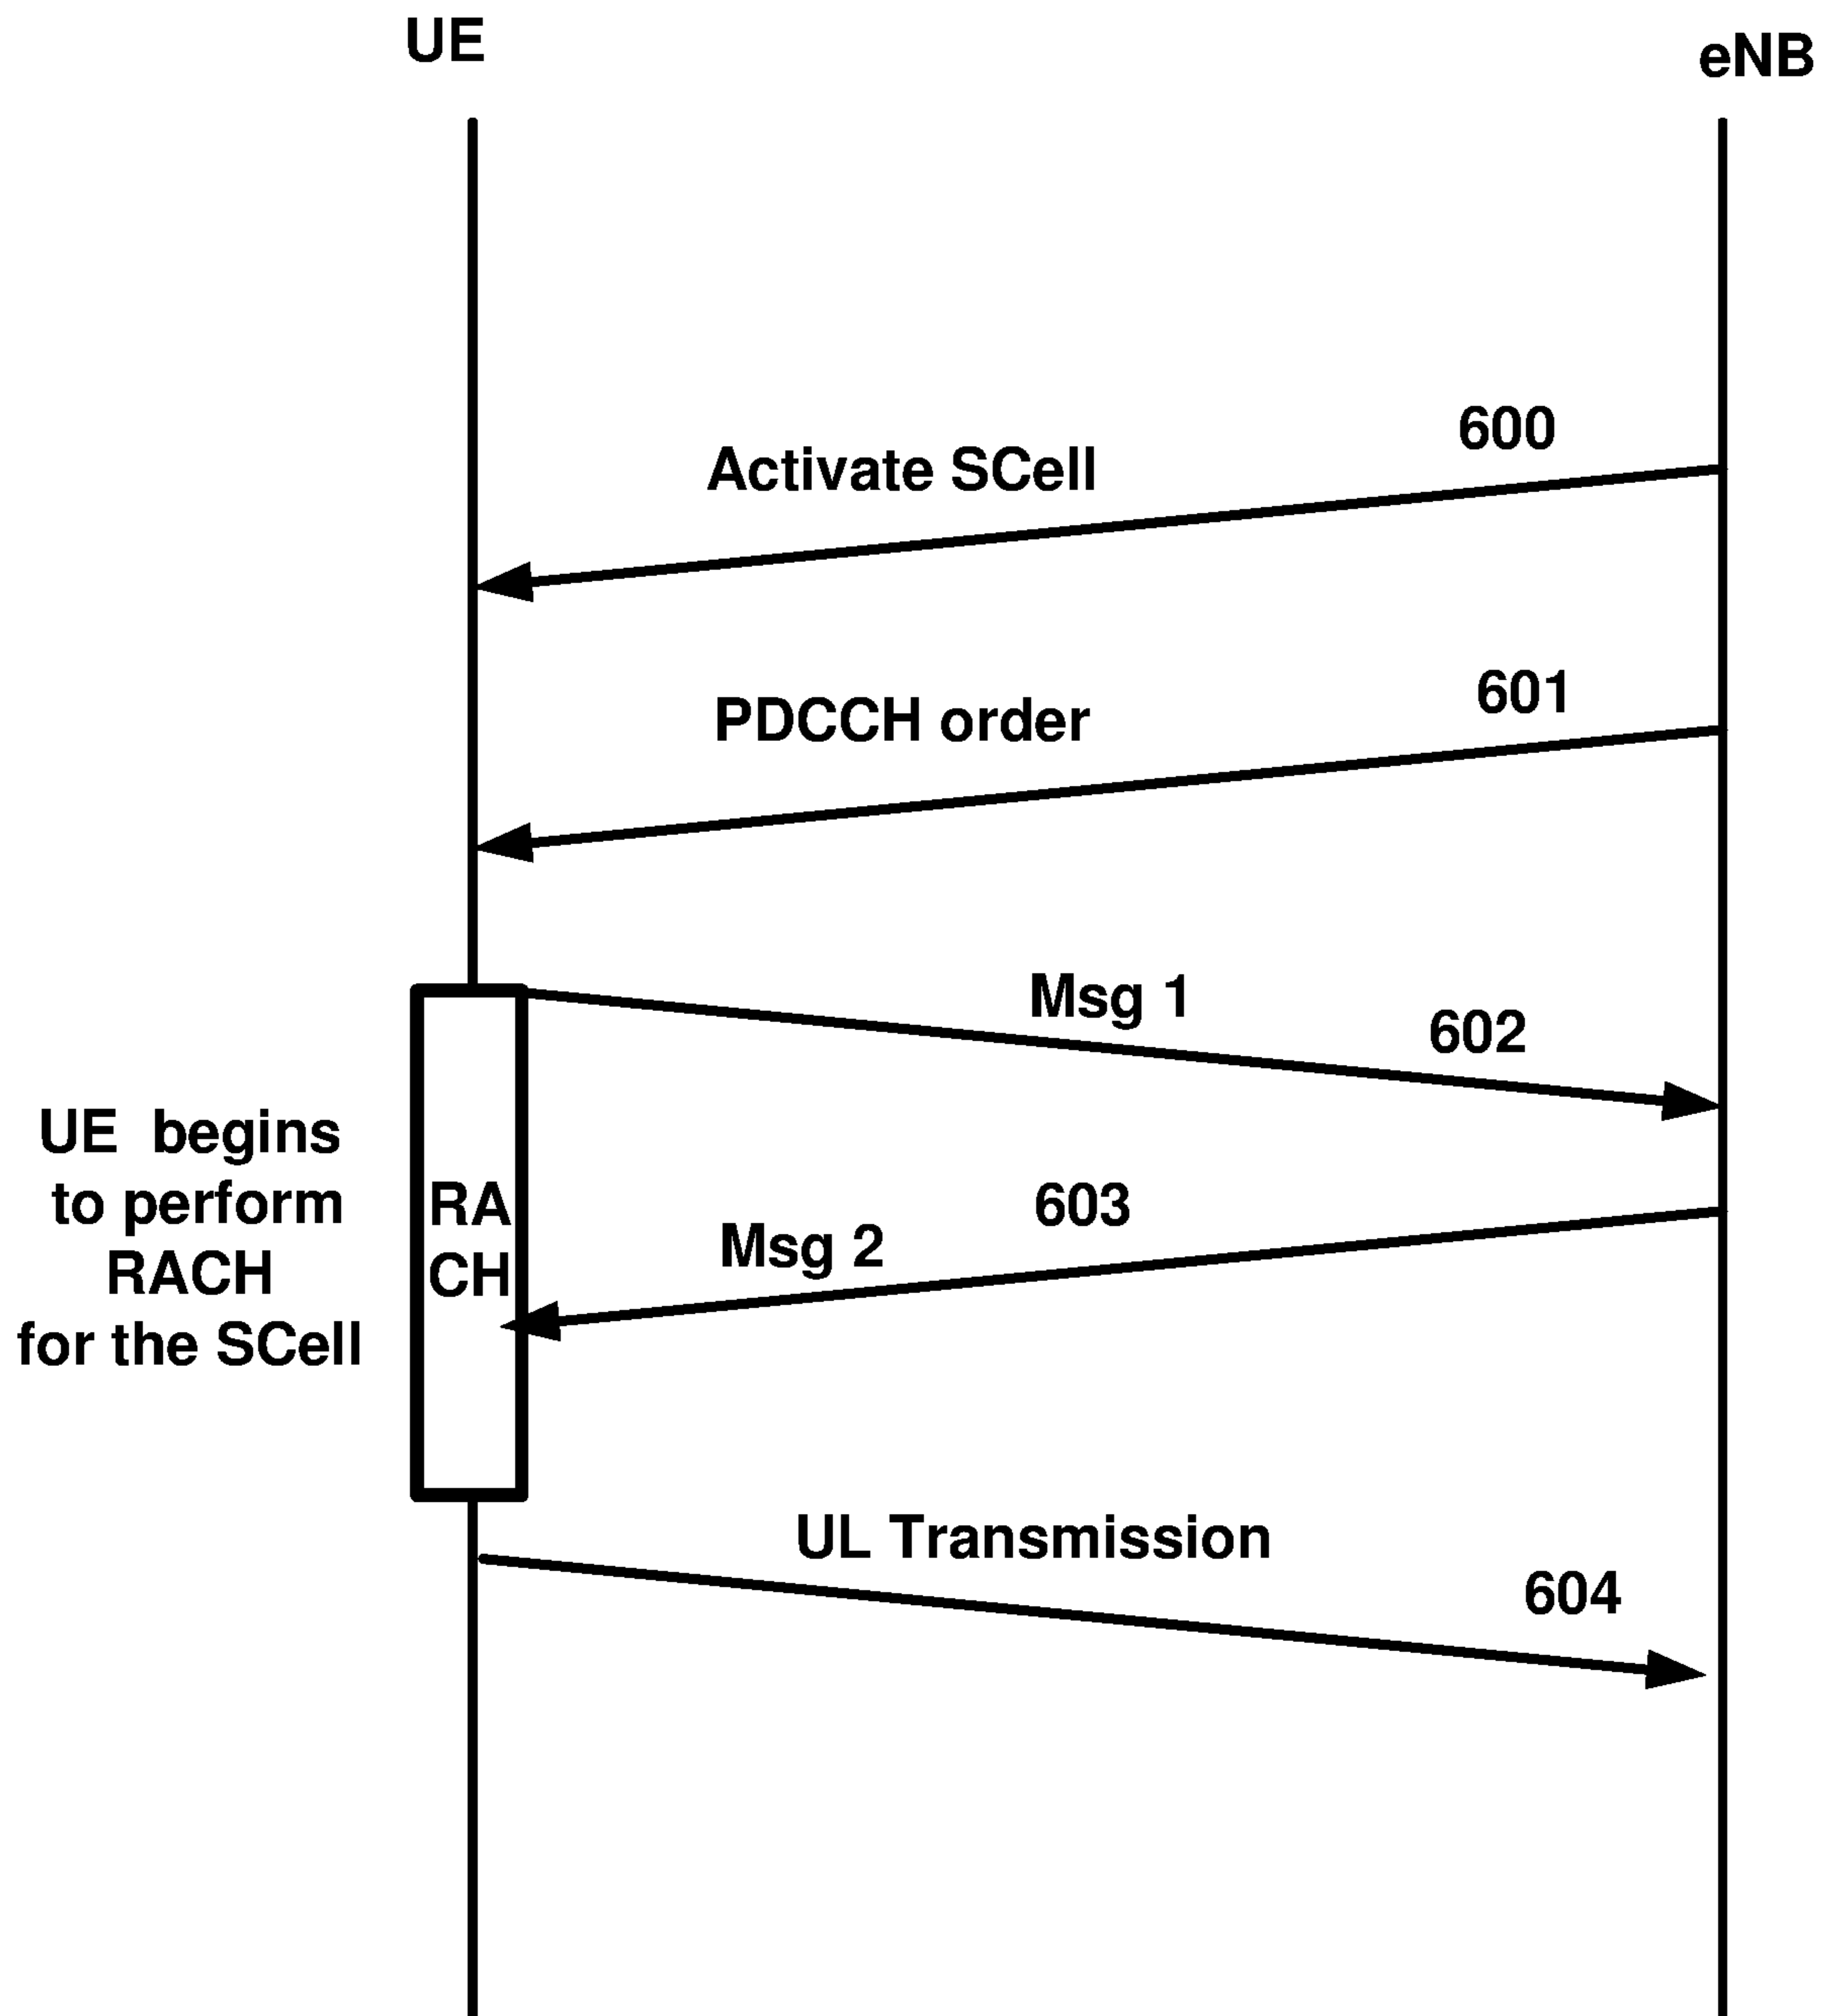 UE
eNB
600
Activate SCell
601
PDCCH order
Msg 1
602
UE begins
to perform
RACH
for the SCell
RA
CH
603
Msg 2
UL Transmission
604